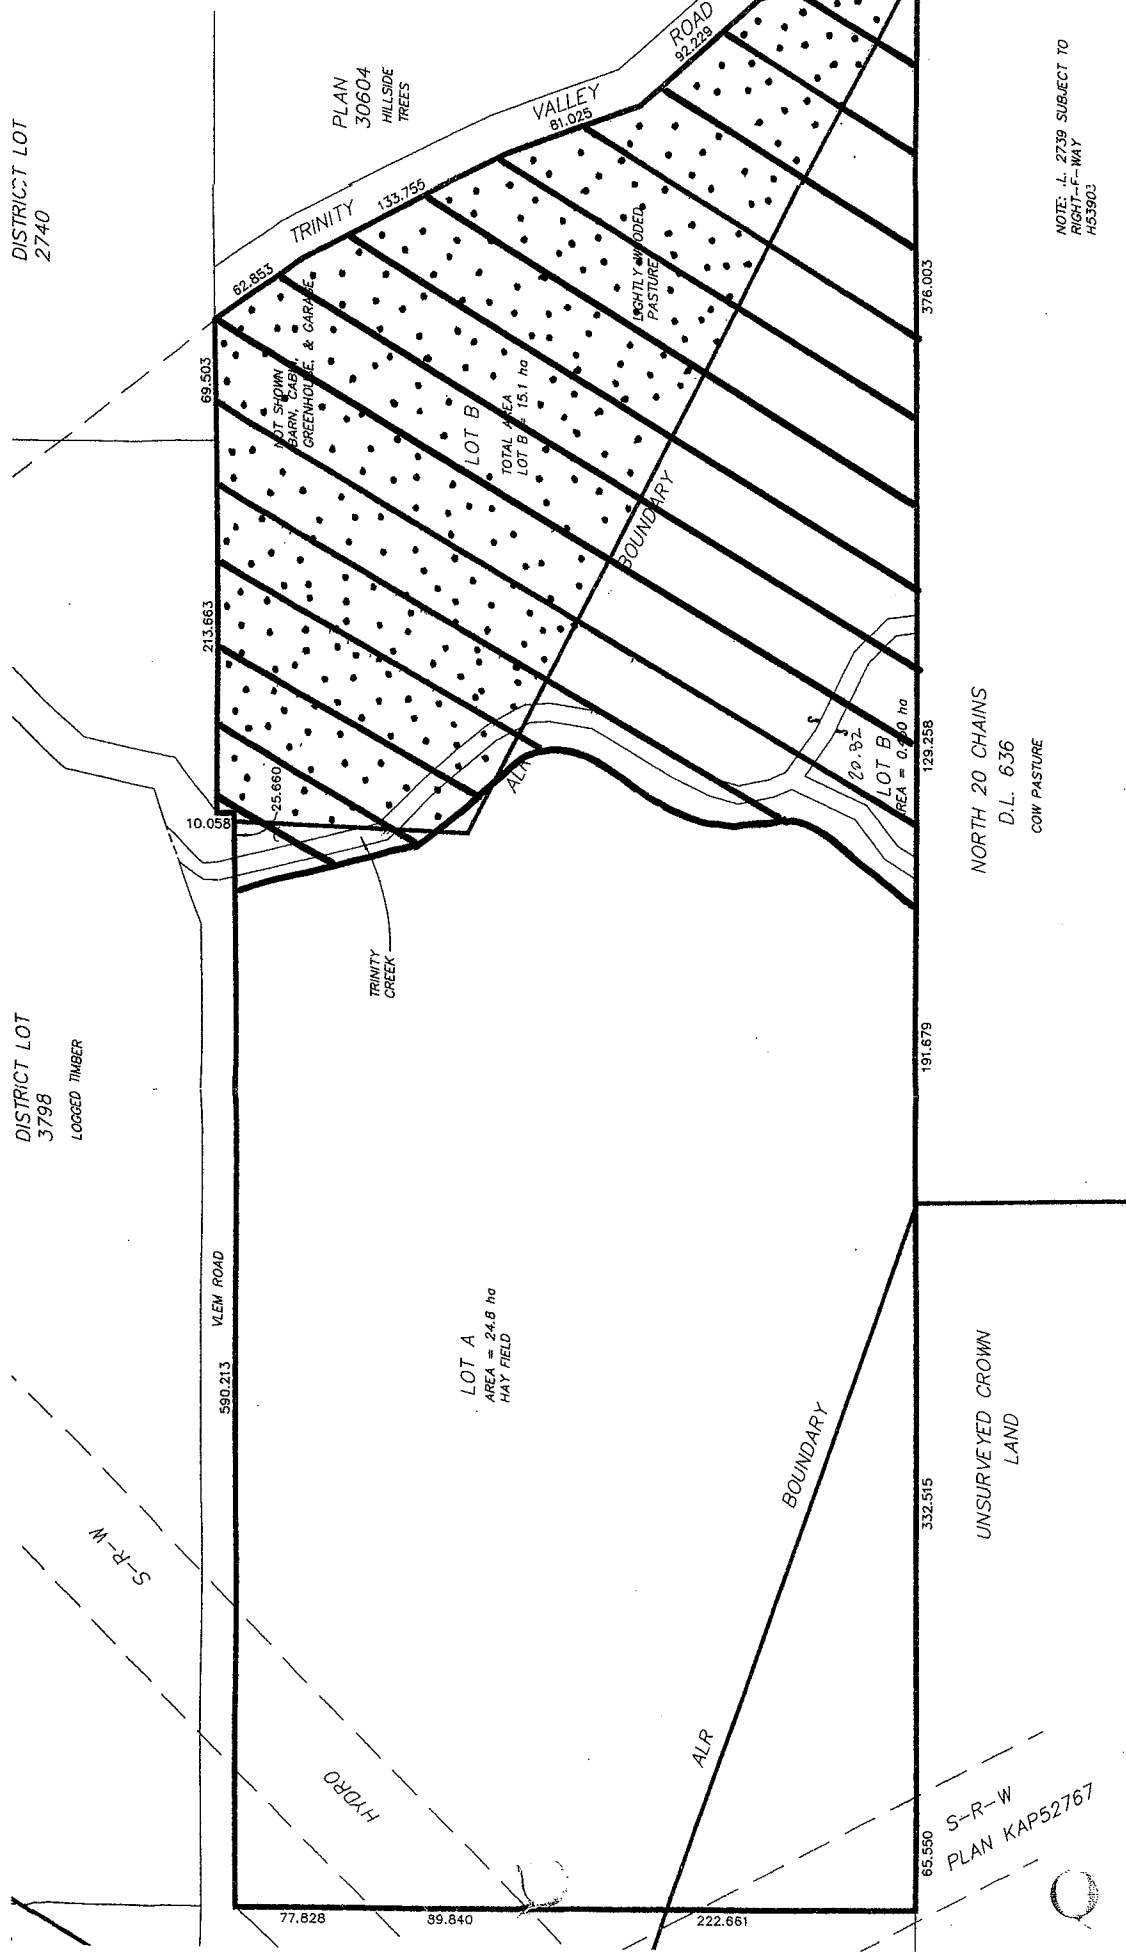 DISTRICT LOT
2740
PLAN
30604
HILLSIDE
TREES
TRINITY
VALLEY
ROAD
62.853
133.755
81.025
92.229
NOTE: .L. 2739 SUBJECT TO
RIGHT-F-WAY
H53903
69.503
213.663
10.058
25.660
NOT SHOWN
BARN, CABIN,
GREENHOUSE, & GARAGE
LOT B
TOTAL AREA
LOT B = 15.1 ha
LIGHTLY WOODED
PASTURE
ALR
BOUNDARY
376.003
129.258
20.82
LOT B
NORTH 20 CHAINS
D.L. 636
COW PASTURE
TRINITY
CREEK
191.679
DISTRICT LOT
3798
LOGGED TIMBER
VLEM ROAD
590.213
LOT A
AREA = 24.8 ha
HAY FIELD
ALR
BOUNDARY
332.515
UNSURVEYED CROWN
LAND
S-R-W
HYDRO
77.828
89.840
222.661
65.550
S-R-W
PLAN KAP52767